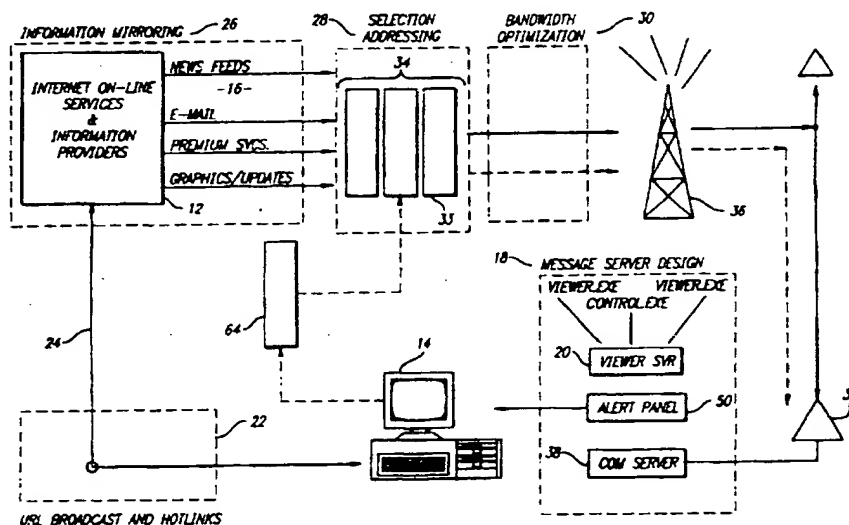 INFORMATION MIRRORING
26
28
SELECTION
ADDRESSING
BANDWIDTH
OPTIMIZATION
30
INTERNET ON-LINE
SERVICES
&
INFORMATION
PROVIDERS
NEWS FEEDS
-16-
E-MAIL
PREMIUM SVCS.
GRAPHICS/UPDATES
12
34
33
36
24
64
14
18
MESSAGE SERVER DESIGN
VIEWER.EXE
VIEWER.EXE
CONTROL.EXE
20
VIEWER SVR
ALERT PANEL
50
38
COM SERVER
22
URL BROADCAST AND HOTLINKS